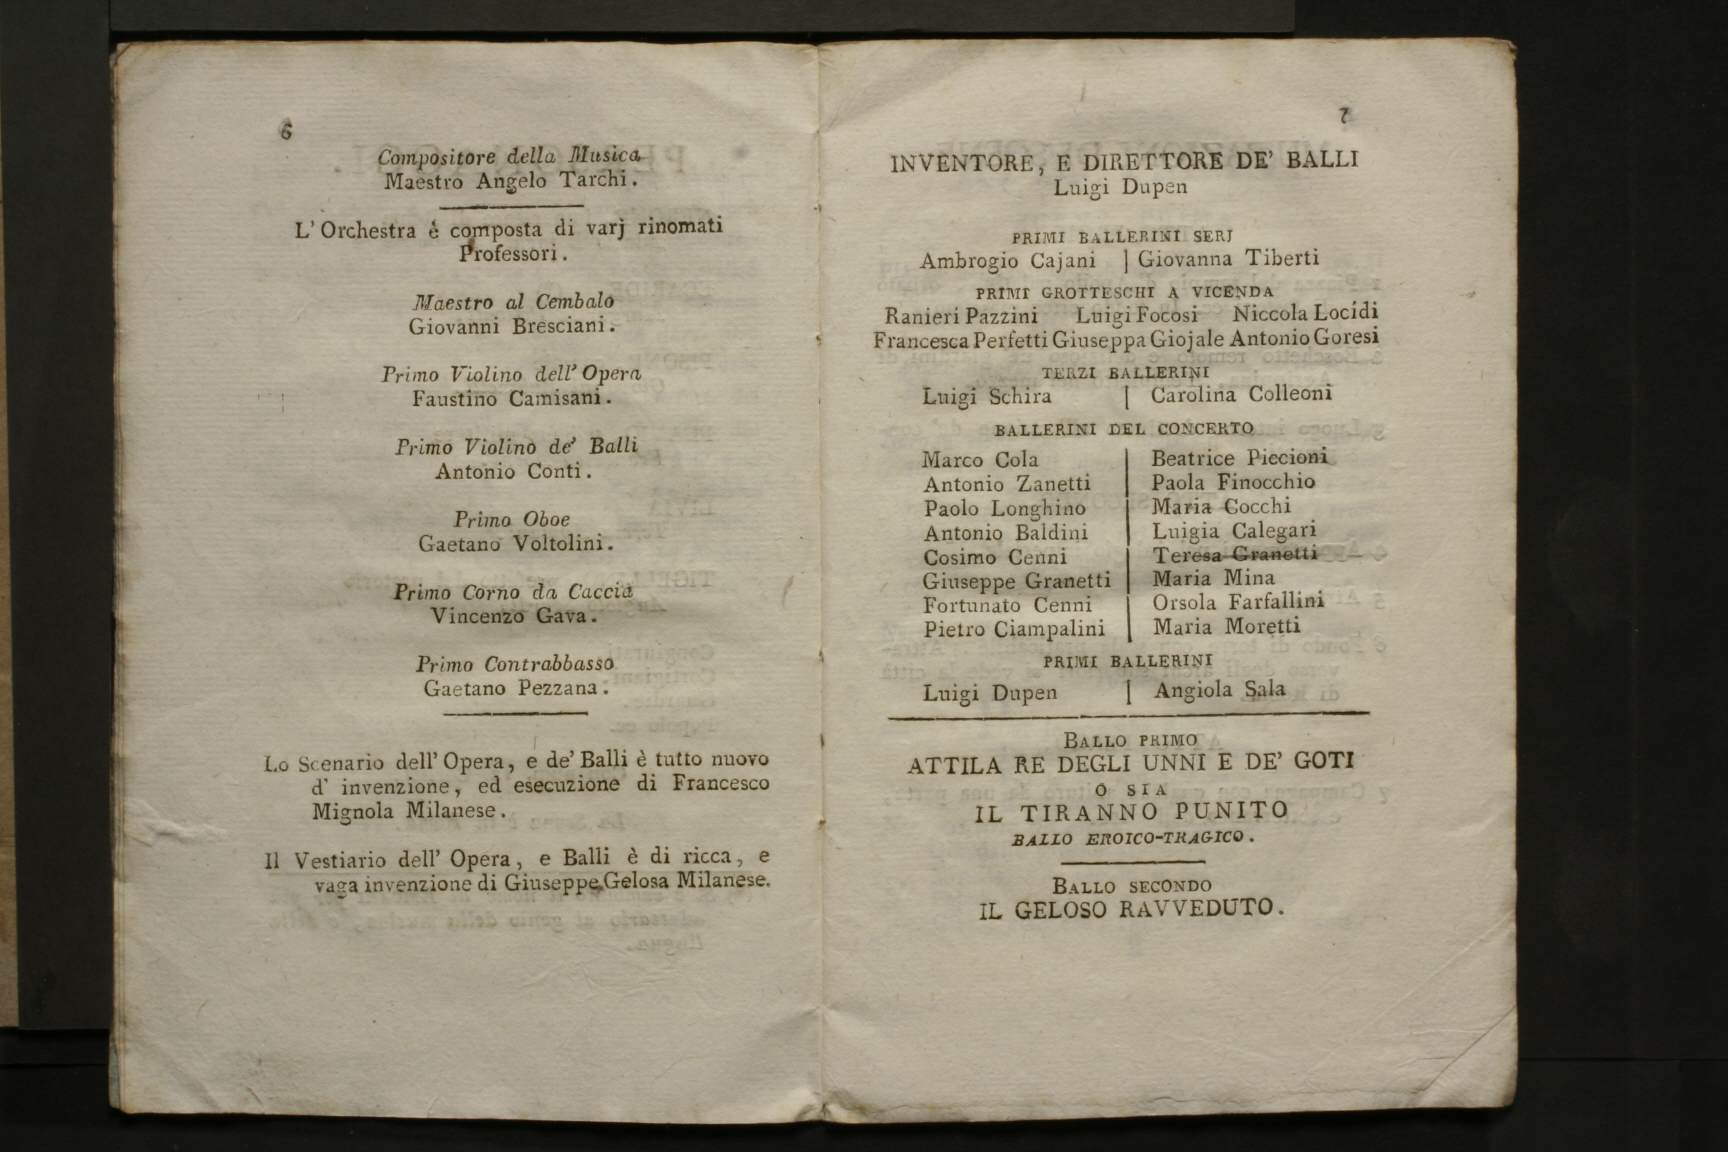 6
Compositore della Musica
Maestro Angelo Tarchi.
L' Orchestra è composta di varj rinomati
Professori.
Maestro al Cembalo
Giovanni Bresciani.
Primo Violino dell' Opera
Faustino Camisani.
Primo Violino de' Balli
Antonio Conti.
Primo Oboe
Gaetano Voltolini.
Primo Corno da Caccia
Vincenzo Gava.
Primo Contrabbasso
Gaetano Pezzana.
Lo Scenario dell' Opera, e de' Balli è tutto nuovo
d' invenzione, ed esecuzione di Francesco
Mignola Milanese.
Il Vestiario dell' Opera, e Balli è di ricca, e
vaga invenzione di Giuseppe Gelosa Milanese.
7
INVENTORE, E DIRETTORE DE' BALLI
Luigi Dupen
PRIMI BALLERINI SERJ
Ambrogio Cajani | Giovanna Tiberti
PRIMI GROTTESCHI A VICENDA
Ranieri Pazzini Luigi Focosi Niccola Locidi
Francesca Perfetti Giuseppa Giojale Antonio Goresi
TERZI BALLERINI
Luigi Schira | Carolina Colleoni
BALLERINI DEL CONCERTO
Marco Cola | Beatrice Piccioni
Antonio Zanetti | Paola Finocchio
Paolo Longhino | Maria Cocchi
Antonio Baldini | Luigia Calegari
Cosimo Cenni | Teresa Granetti
Giuseppe Granetti | Maria Mina
Fortunato Cenni | Orsola Farfallini
Pietro Ciampalini | Maria Moretti
PRIMI BALLERINI
Luigi Dupen | Angiola Sala
BALLO PRIMO
ATTILA RE DEGLI UNNI E DE' GOTI
O SIA
IL TIRANNO PUNITO
BALLO EROICO-TRAGICO.
BALLO SECONDO
IL GELOSO RAVVEDUTO.